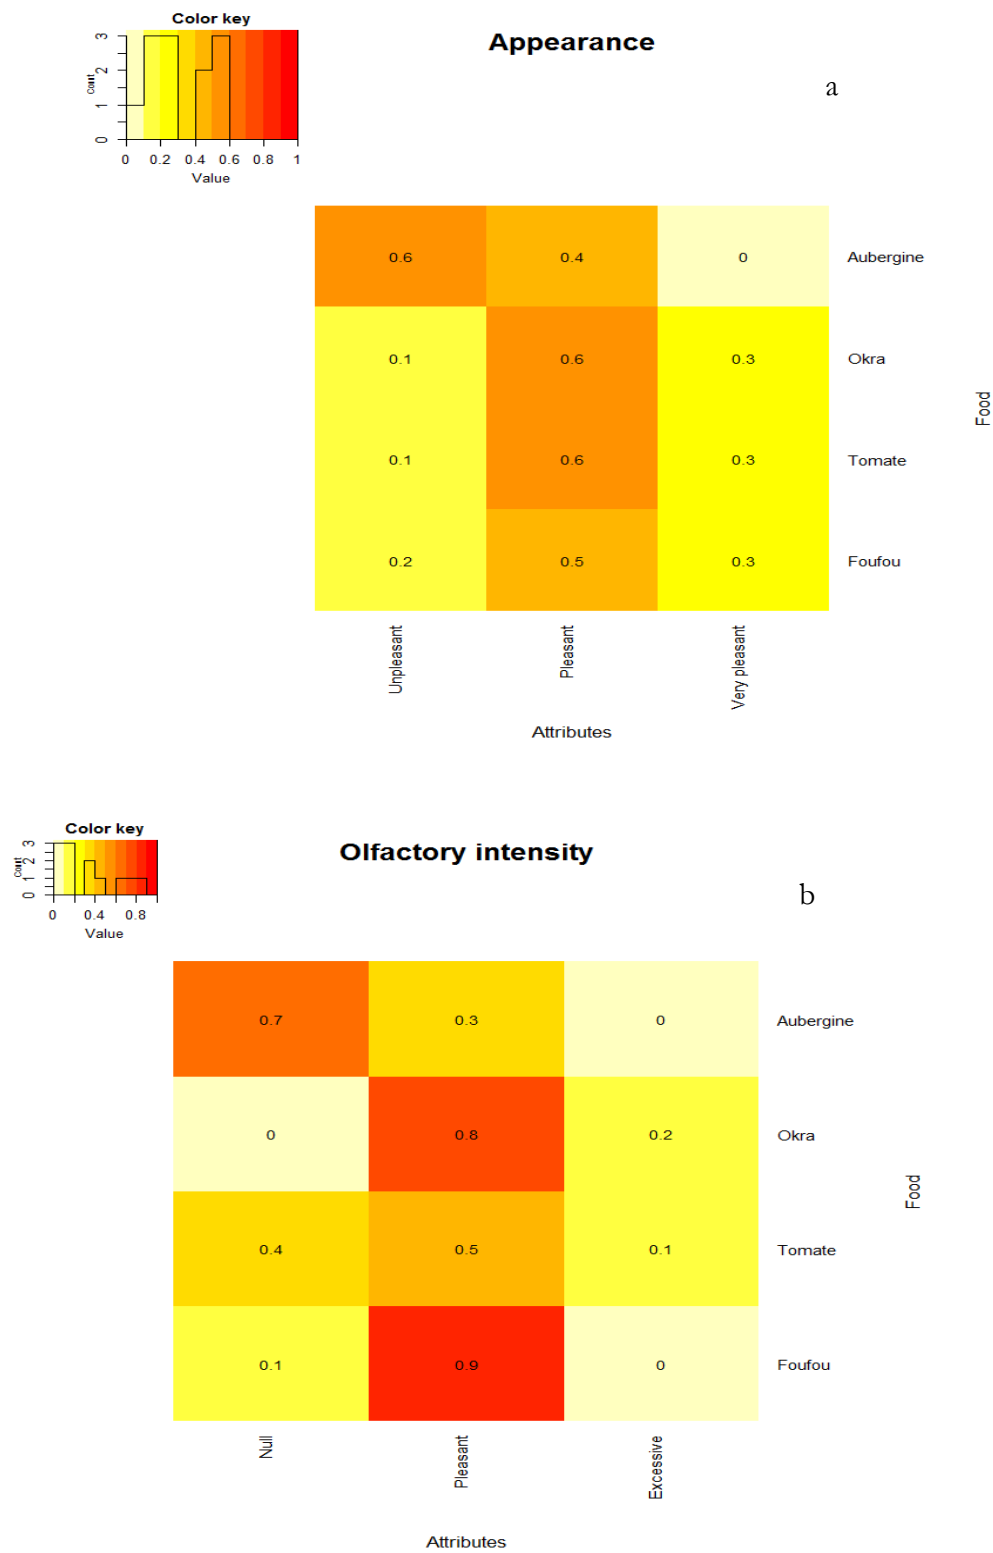 Color key
Appearance
a
3
2
1
0
Count
0 0.2 0.4 0.6 0.8 1
Value
0.6 0.4 0 Aubergine
0.1 0.6 0.3 Okra
Food
0.1 0.6 0.3 Tomate
0.2 0.5 0.3 Foufou
Unpleasant
Pleasant
Very pleasant
Attributes
Color key
Olfactory intensity
b
3
2
1
0
Count
0 0.4 0.8
Value
0.7 0.3 0 Aubergine
0 0.8 0.2 Okra
Food
0.4 0.5 0.1 Tomate
0.1 0.9 0 Foufou
Null
Pleasant
Excessive
Attributes